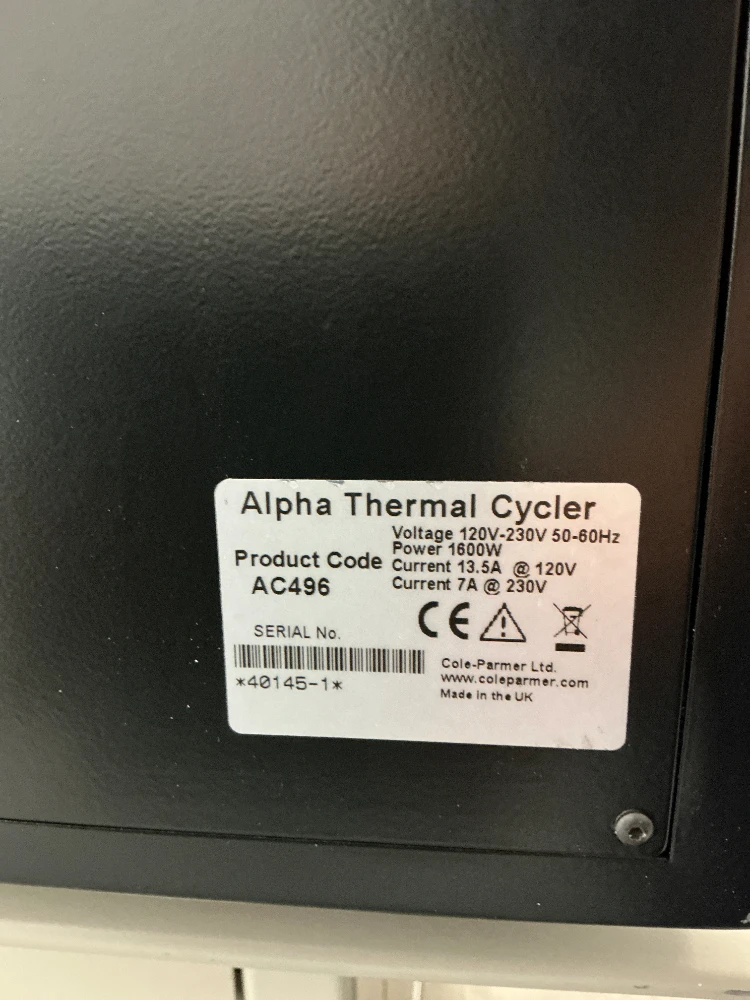 Alpha Thermal Cycler
Voltage 120V-230V 50-60Hz
Power 1600W
Product Code
Current 13.5A @ 120V
AC496
Current 7A @ 230V
CE
SERIAL No.
*40145-1*
Cole-Parmer Ltd.
www.coleparmer.com
Made in the UK